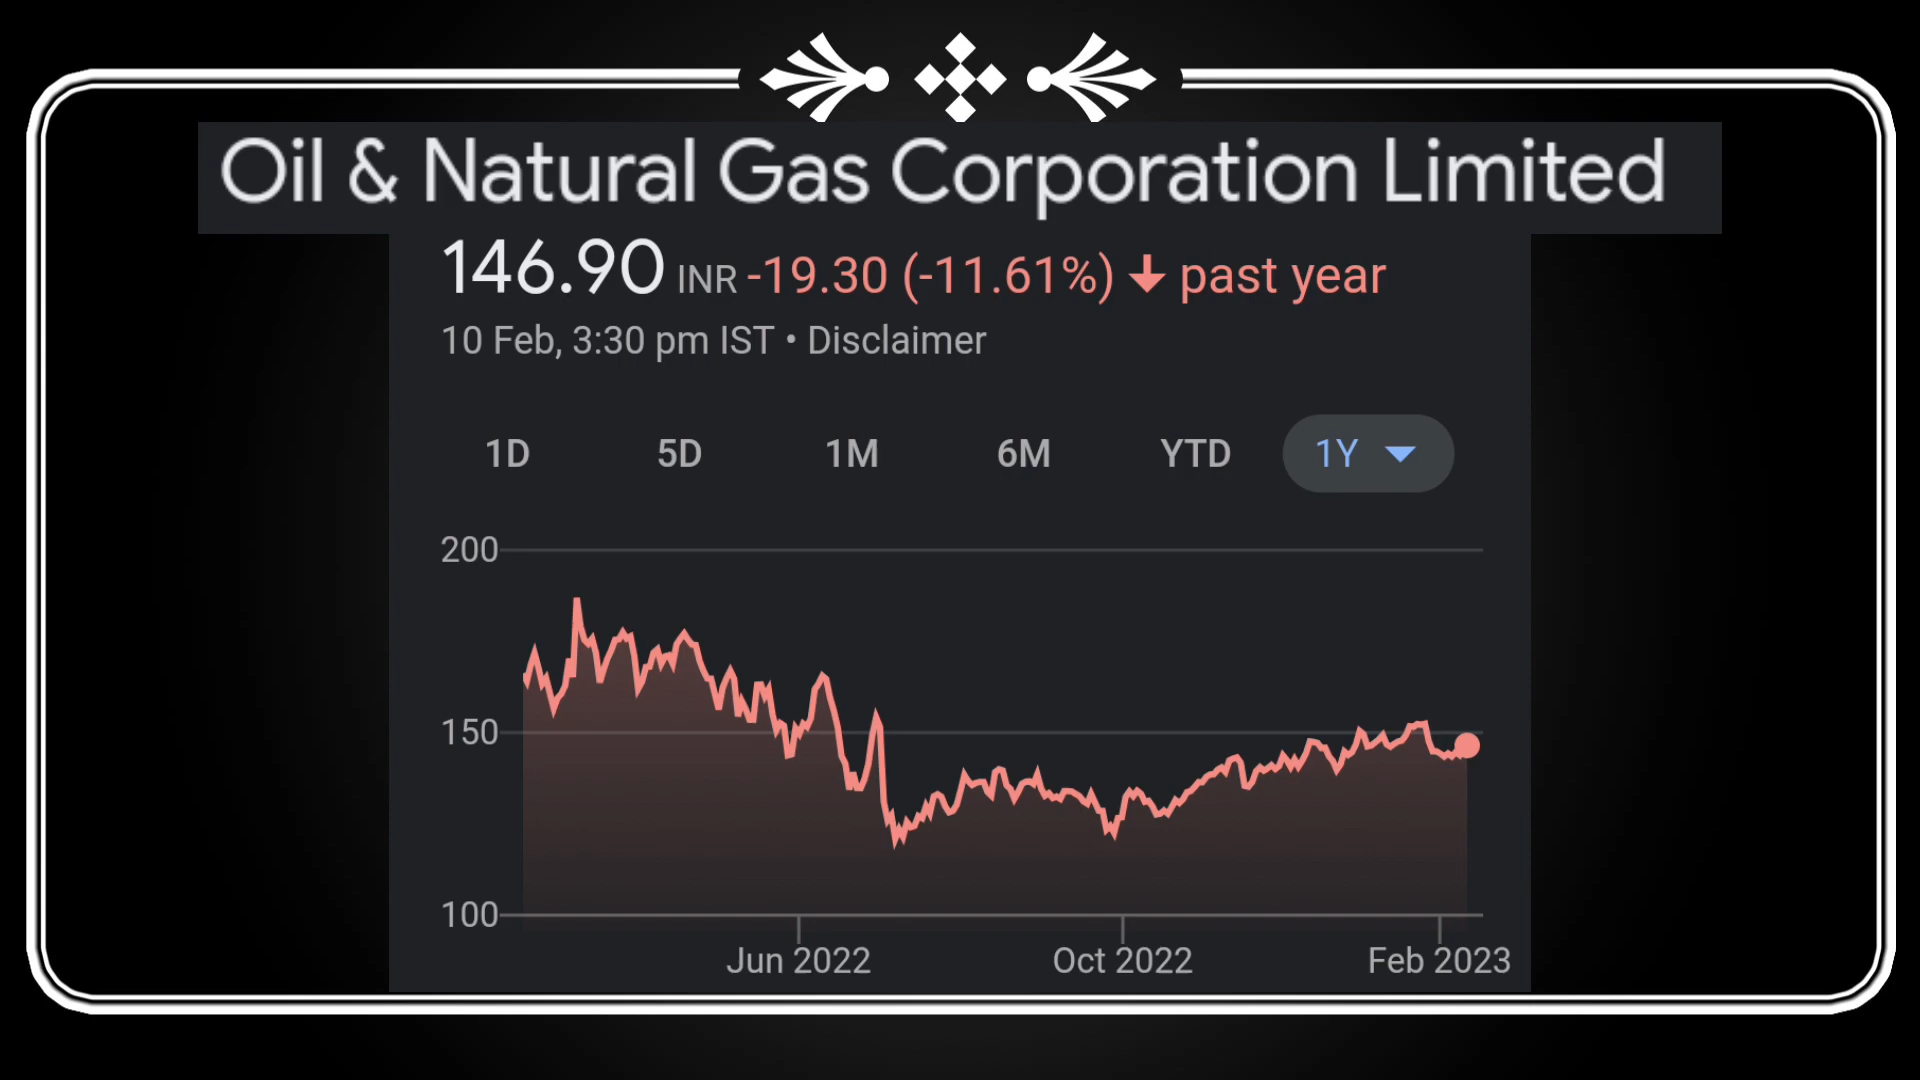 Oil & Natural Gas Corporation Limited
146.90 INR -19.30 (-11.61%) ↓ past year
10 Feb, 3:30 pm IST • Disclaimer
1D 5D 1M 6M YTD 1Y
200
150
100
Jun 2022 Oct 2022 Feb 2023